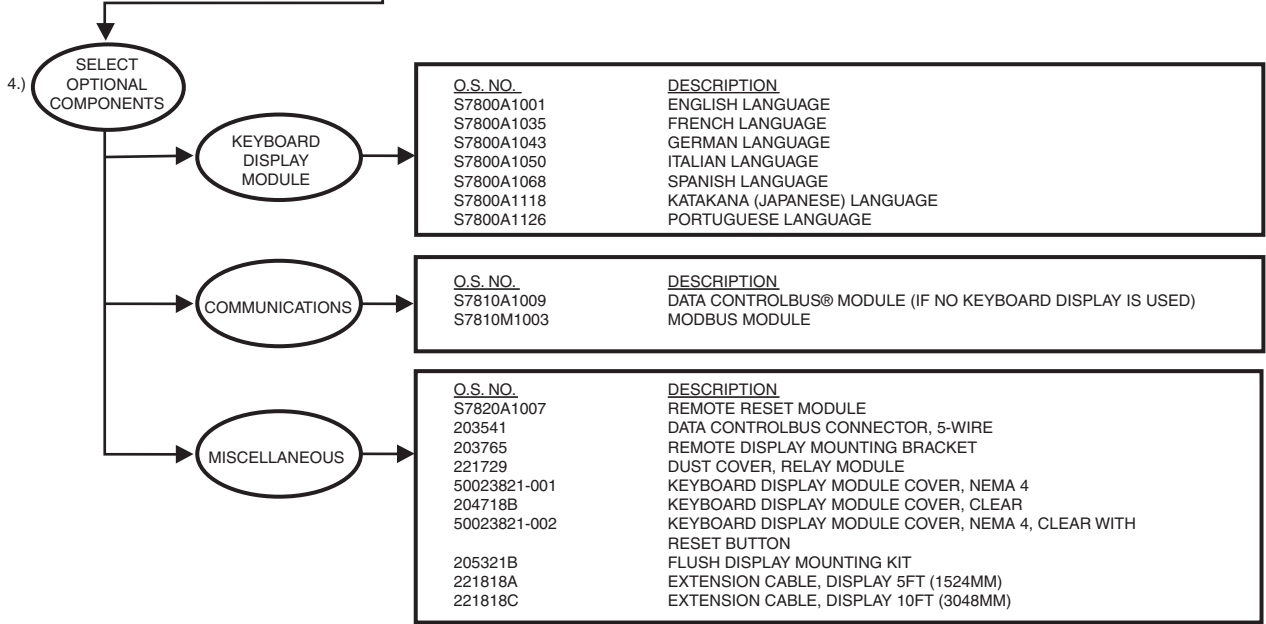 4.)
SELECT
OPTIONAL
COMPONENTS
KEYBOARD
DISPLAY
MODULE
O.S. NO. DESCRIPTION
S7800A1001 ENGLISH LANGUAGE
S7800A1035 FRENCH LANGUAGE
S7800A1043 GERMAN LANGUAGE
S7800A1050 ITALIAN LANGUAGE
S7800A1068 SPANISH LANGUAGE
S7800A1118 KATAKANA (JAPANESE) LANGUAGE
S7800A1126 PORTUGUESE LANGUAGE
COMMUNICATIONS
O.S. NO. DESCRIPTION
S7810A1009 DATA CONTROLBUS® MODULE (IF NO KEYBOARD DISPLAY IS USED)
S7810M1003 MODBUS MODULE
MISCELLANEOUS
O.S. NO. DESCRIPTION
S7820A1007 REMOTE RESET MODULE
203541 DATA CONTROLBUS CONNECTOR, 5-WIRE
203765 REMOTE DISPLAY MOUNTING BRACKET
221729 DUST COVER, RELAY MODULE
50023821-001 KEYBOARD DISPLAY MODULE COVER, NEMA 4
204718B KEYBOARD DISPLAY MODULE COVER, CLEAR
50023821-002 KEYBOARD DISPLAY MODULE COVER, NEMA 4, CLEAR WITH
RESET BUTTON
205321B FLUSH DISPLAY MOUNTING KIT
221818A EXTENSION CABLE, DISPLAY 5FT (1524MM)
221818C EXTENSION CABLE, DISPLAY 10FT (3048MM)